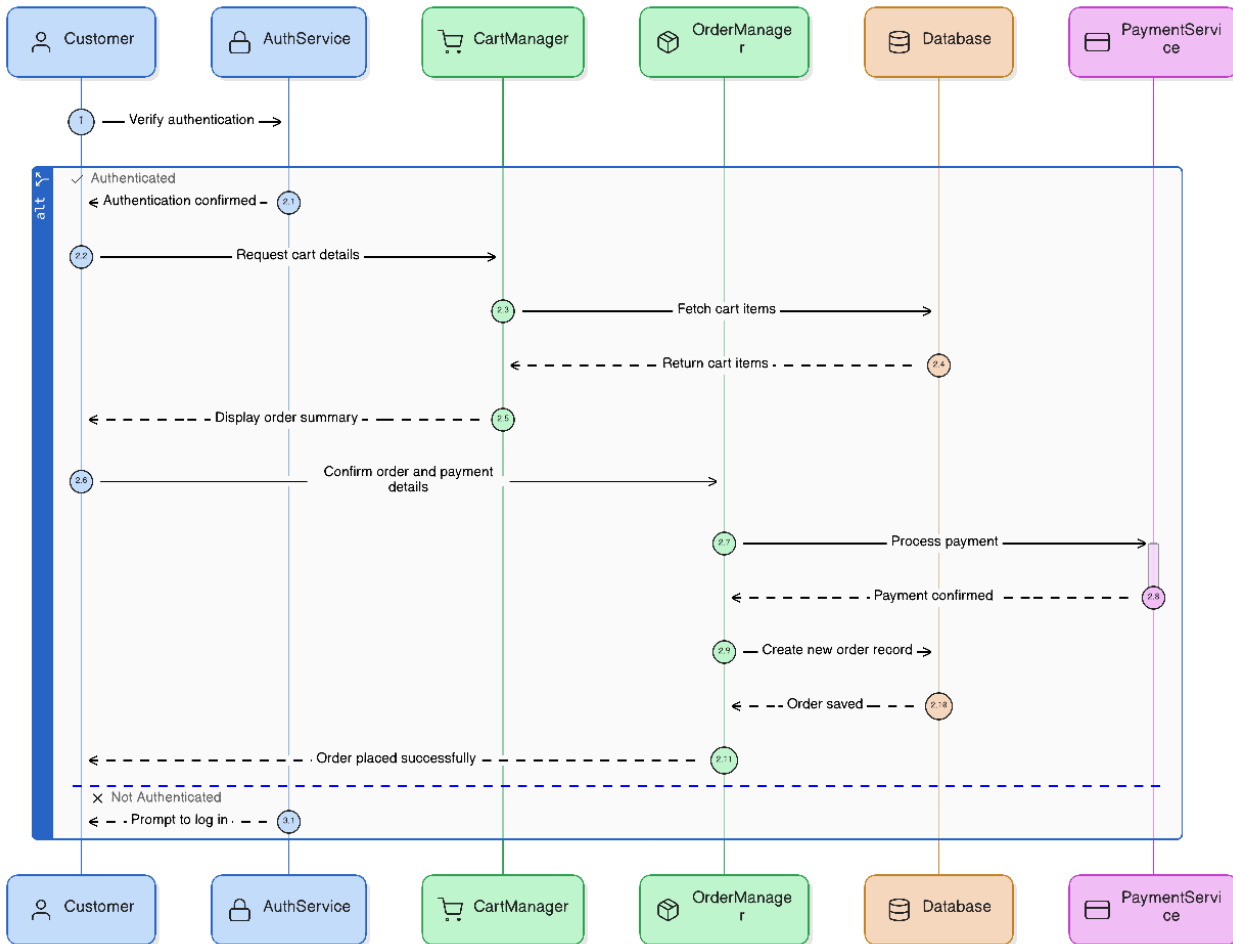 Customer
AuthService
CartManager
OrderManage
r
Database
PaymentServi
ce
1
Verify authentication
alt
Authenticated
Authentication confirmed
2.1
2.2
Request cart details
2.3
Fetch cart items
Return cart items
2.4
Display order summary
2.5
2.6
Confirm order and payment
details
2.7
Process payment
Payment confirmed
2.8
2.9
Create new order record
Order saved
2.10
Order placed successfully
2.11
Not Authenticated
Prompt to log in
3.1
Customer
AuthService
CartManager
OrderManage
r
Database
PaymentServi
ce